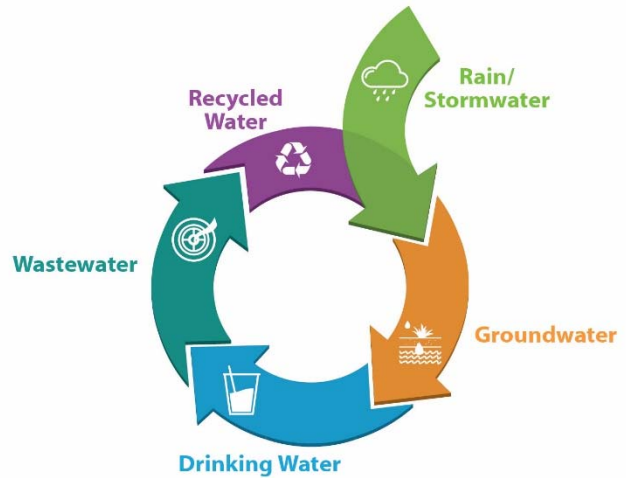 Rain/
Stormwater
Recycled
Water
Wastewater
Groundwater
Drinking Water